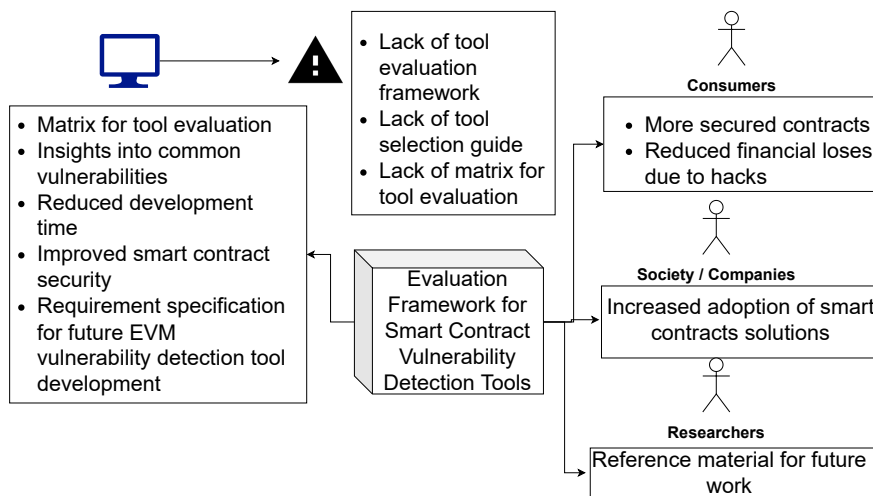 • Lack of tool
evaluation
framework
• Lack of tool
selection guide
• Lack of matrix for
tool evaluation
• Matrix for tool evaluation
• Insights into common
vulnerabilities
• Reduced development
time
• Improved smart contract
security
• Requirement specification
for future EVM
vulnerability detection tool
development
Evaluation
Framework for
Smart Contract
Vulnerability
Detection Tools
Consumers
• More secured contracts
• Reduced financial loses
due to hacks
Society / Companies
Increased adoption of smart
contracts solutions
Researchers
Reference material for future
work